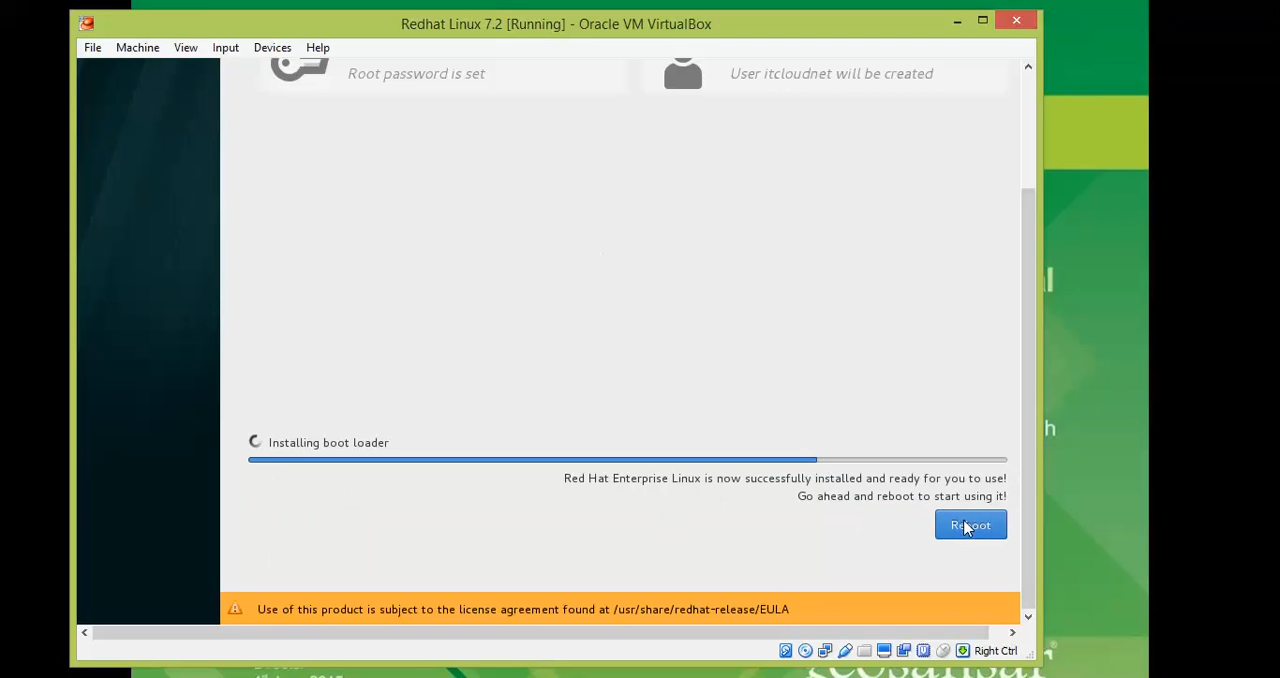 Redhat Linux 7.2 [Running] - Oracle VM VirtualBox
File Machine View Input Devices Help
Root password is set
User itcloudnet will be created
Installing boot loader
Red Hat Enterprise Linux is now successfully installed and ready for you to use!
Go ahead and reboot to start using it!
Reboot
Use of this product is subject to the license agreement found at /usr/share/redhat-release/EULA
Right Ctrl